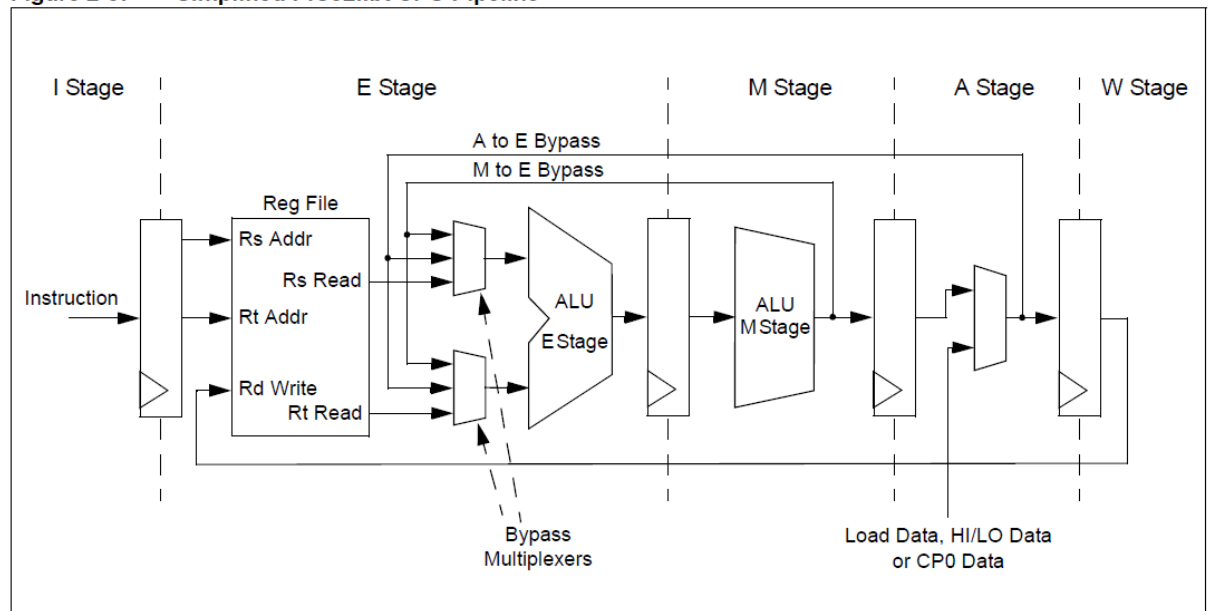 I Stage
E Stage
M Stage
A Stage
W Stage
A to E Bypass
M to E Bypass
Reg File
Rs Addr
Rs Read
Instruction
Rt Addr
Rd Write
Rt Read
ALU
E Stage
ALU
M Stage
Bypass
Multiplexers
Load Data, HI/LO Data
or CP0 Data